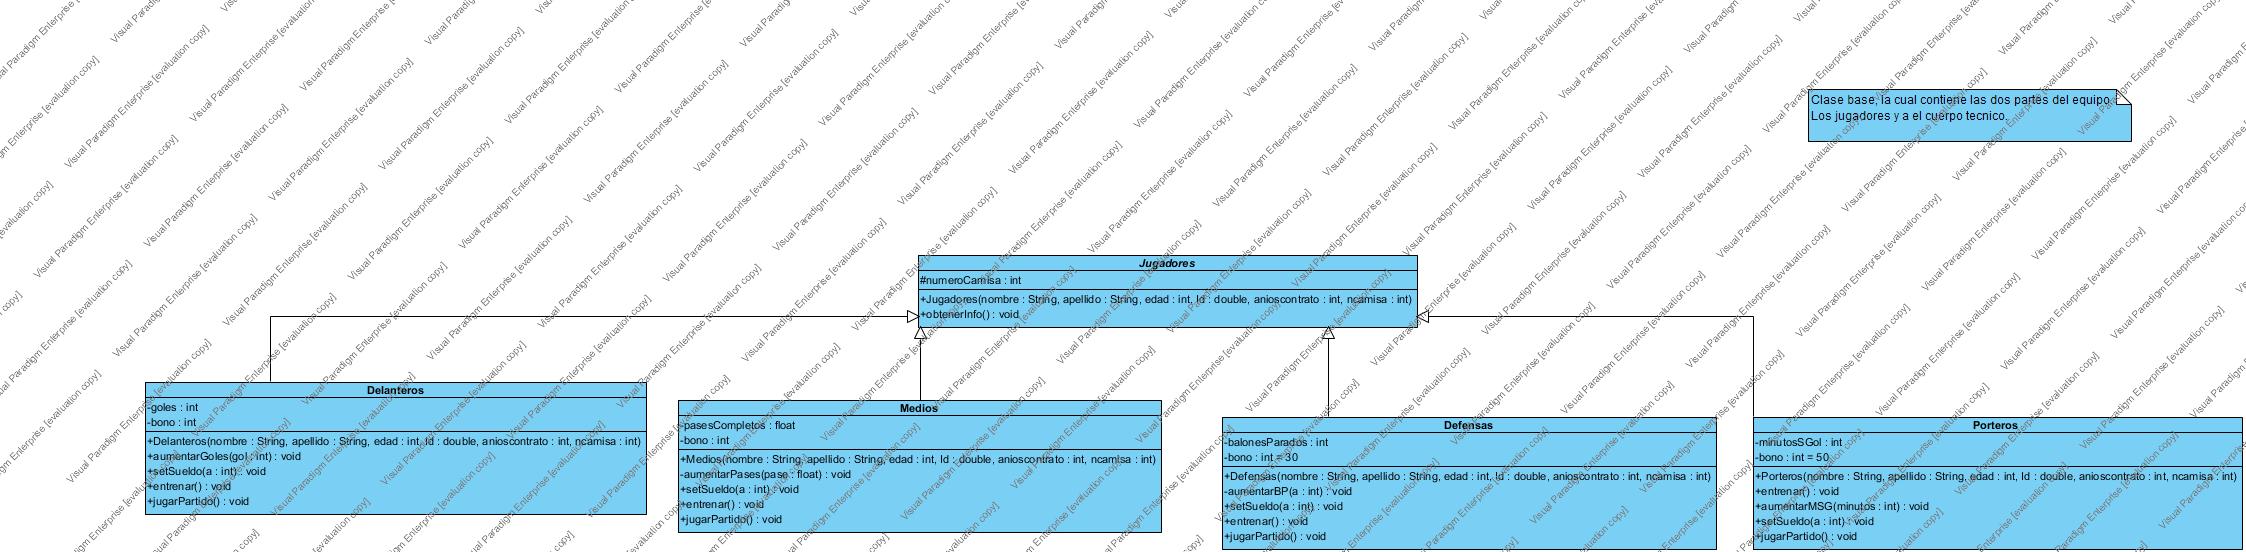 Clase base, la cual contiene las dos partes del equipo.
Los jugadores y a el cuerpo tecnico.
Jugadores
#numeroCamisa : int
+Jugadores(nombre : String, apellido : String, edad : int, Id : double, anioscontrato : int, ncamisa : int)
+obtenerInfo() : void
Delanteros
-goles : int
-bono : int
+Delanteros(nombre : String, apellido : String, edad : int, Id : double, anioscontrato : int, ncamisa : int)
+aumentarGoles(gol : int) : void
+setSueldo(a : int) : void
+entrenar() : void
+jugarPartido() : void
Medios
-pasesCompletos : float
-bono : int
+Medios(nombre : String, apellido : String, edad : int, Id : double, anioscontrato : int, ncamisa : int)
-aumentarPases(pase : float) : void
+setSueldo(a : int) : void
+entrenar() : void
+jugarPartido() : void
Defensas
-balonesParados : int
-bono : int = 30
+Defensas(nombre : String, apellido : String, edad : int, Id : double, anioscontrato : int, ncamisa : int)
-aumentarBP(a : int) : void
+setSueldo(a : int) : void
+entrenar() : void
+jugarPartido() : void
Porteros
-minutosSGol : int
-bono : int = 50
+Porteros(nombre : String, apellido : String, edad : int, Id : double, anioscontrato : int, ncamisa : int)
+entrenar() : void
+aumentarMSG(minutos : int) : void
+setSueldo(a : int) : void
+jugarPartido() : void
Visual Paradigm Enterprise [evaluation copy]